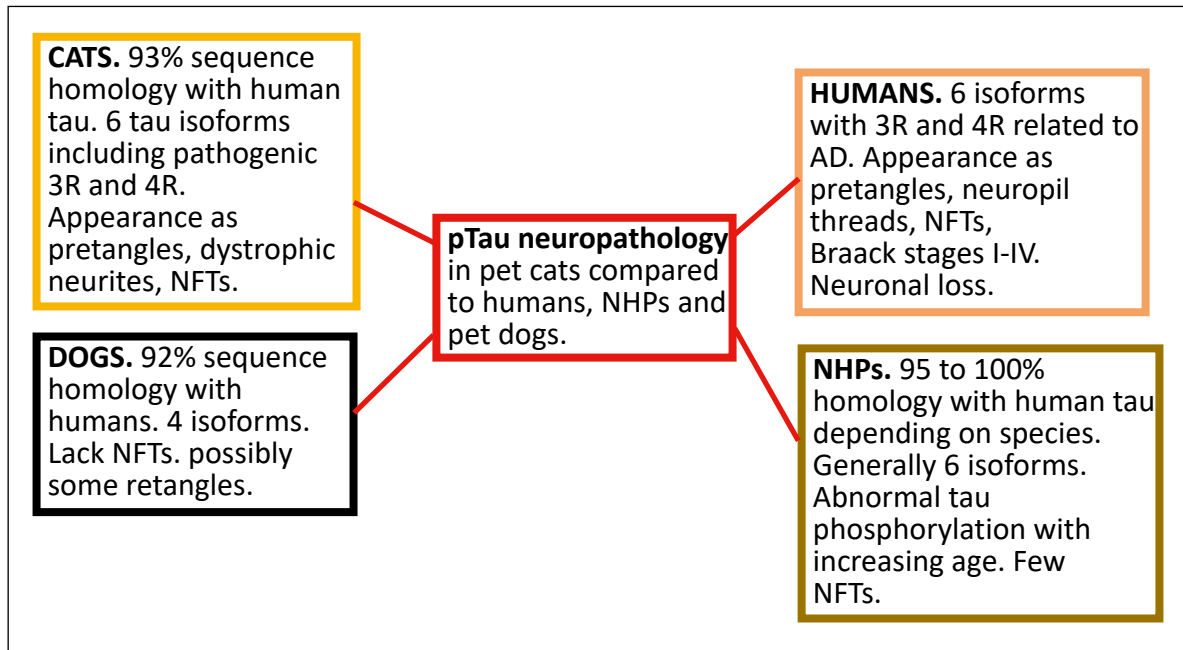 CATS. 93% sequence
homology with human
tau. 6 tau isoforms
including pathogenic
3R and 4R.
Appearance as
pretangles, dystrophic
neurites, NFTs.
DOGS. 92% sequence
homology with
humans. 4 isoforms.
Lack NFTs. possibly
some retangles.
pTau neuropathology
in pet cats compared
to humans, NHPs and
pet dogs.
HUMANS. 6 isoforms
with 3R and 4R related to
AD. Appearance as
pretangles, neuropil
threads, NFTs,
Braack stages I-IV.
Neuronal loss.
NHPs. 95 to 100%
homology with human tau
depending on species.
Generally 6 isoforms.
Abnormal tau
phosphorylation with
increasing age. Few
NFTs.